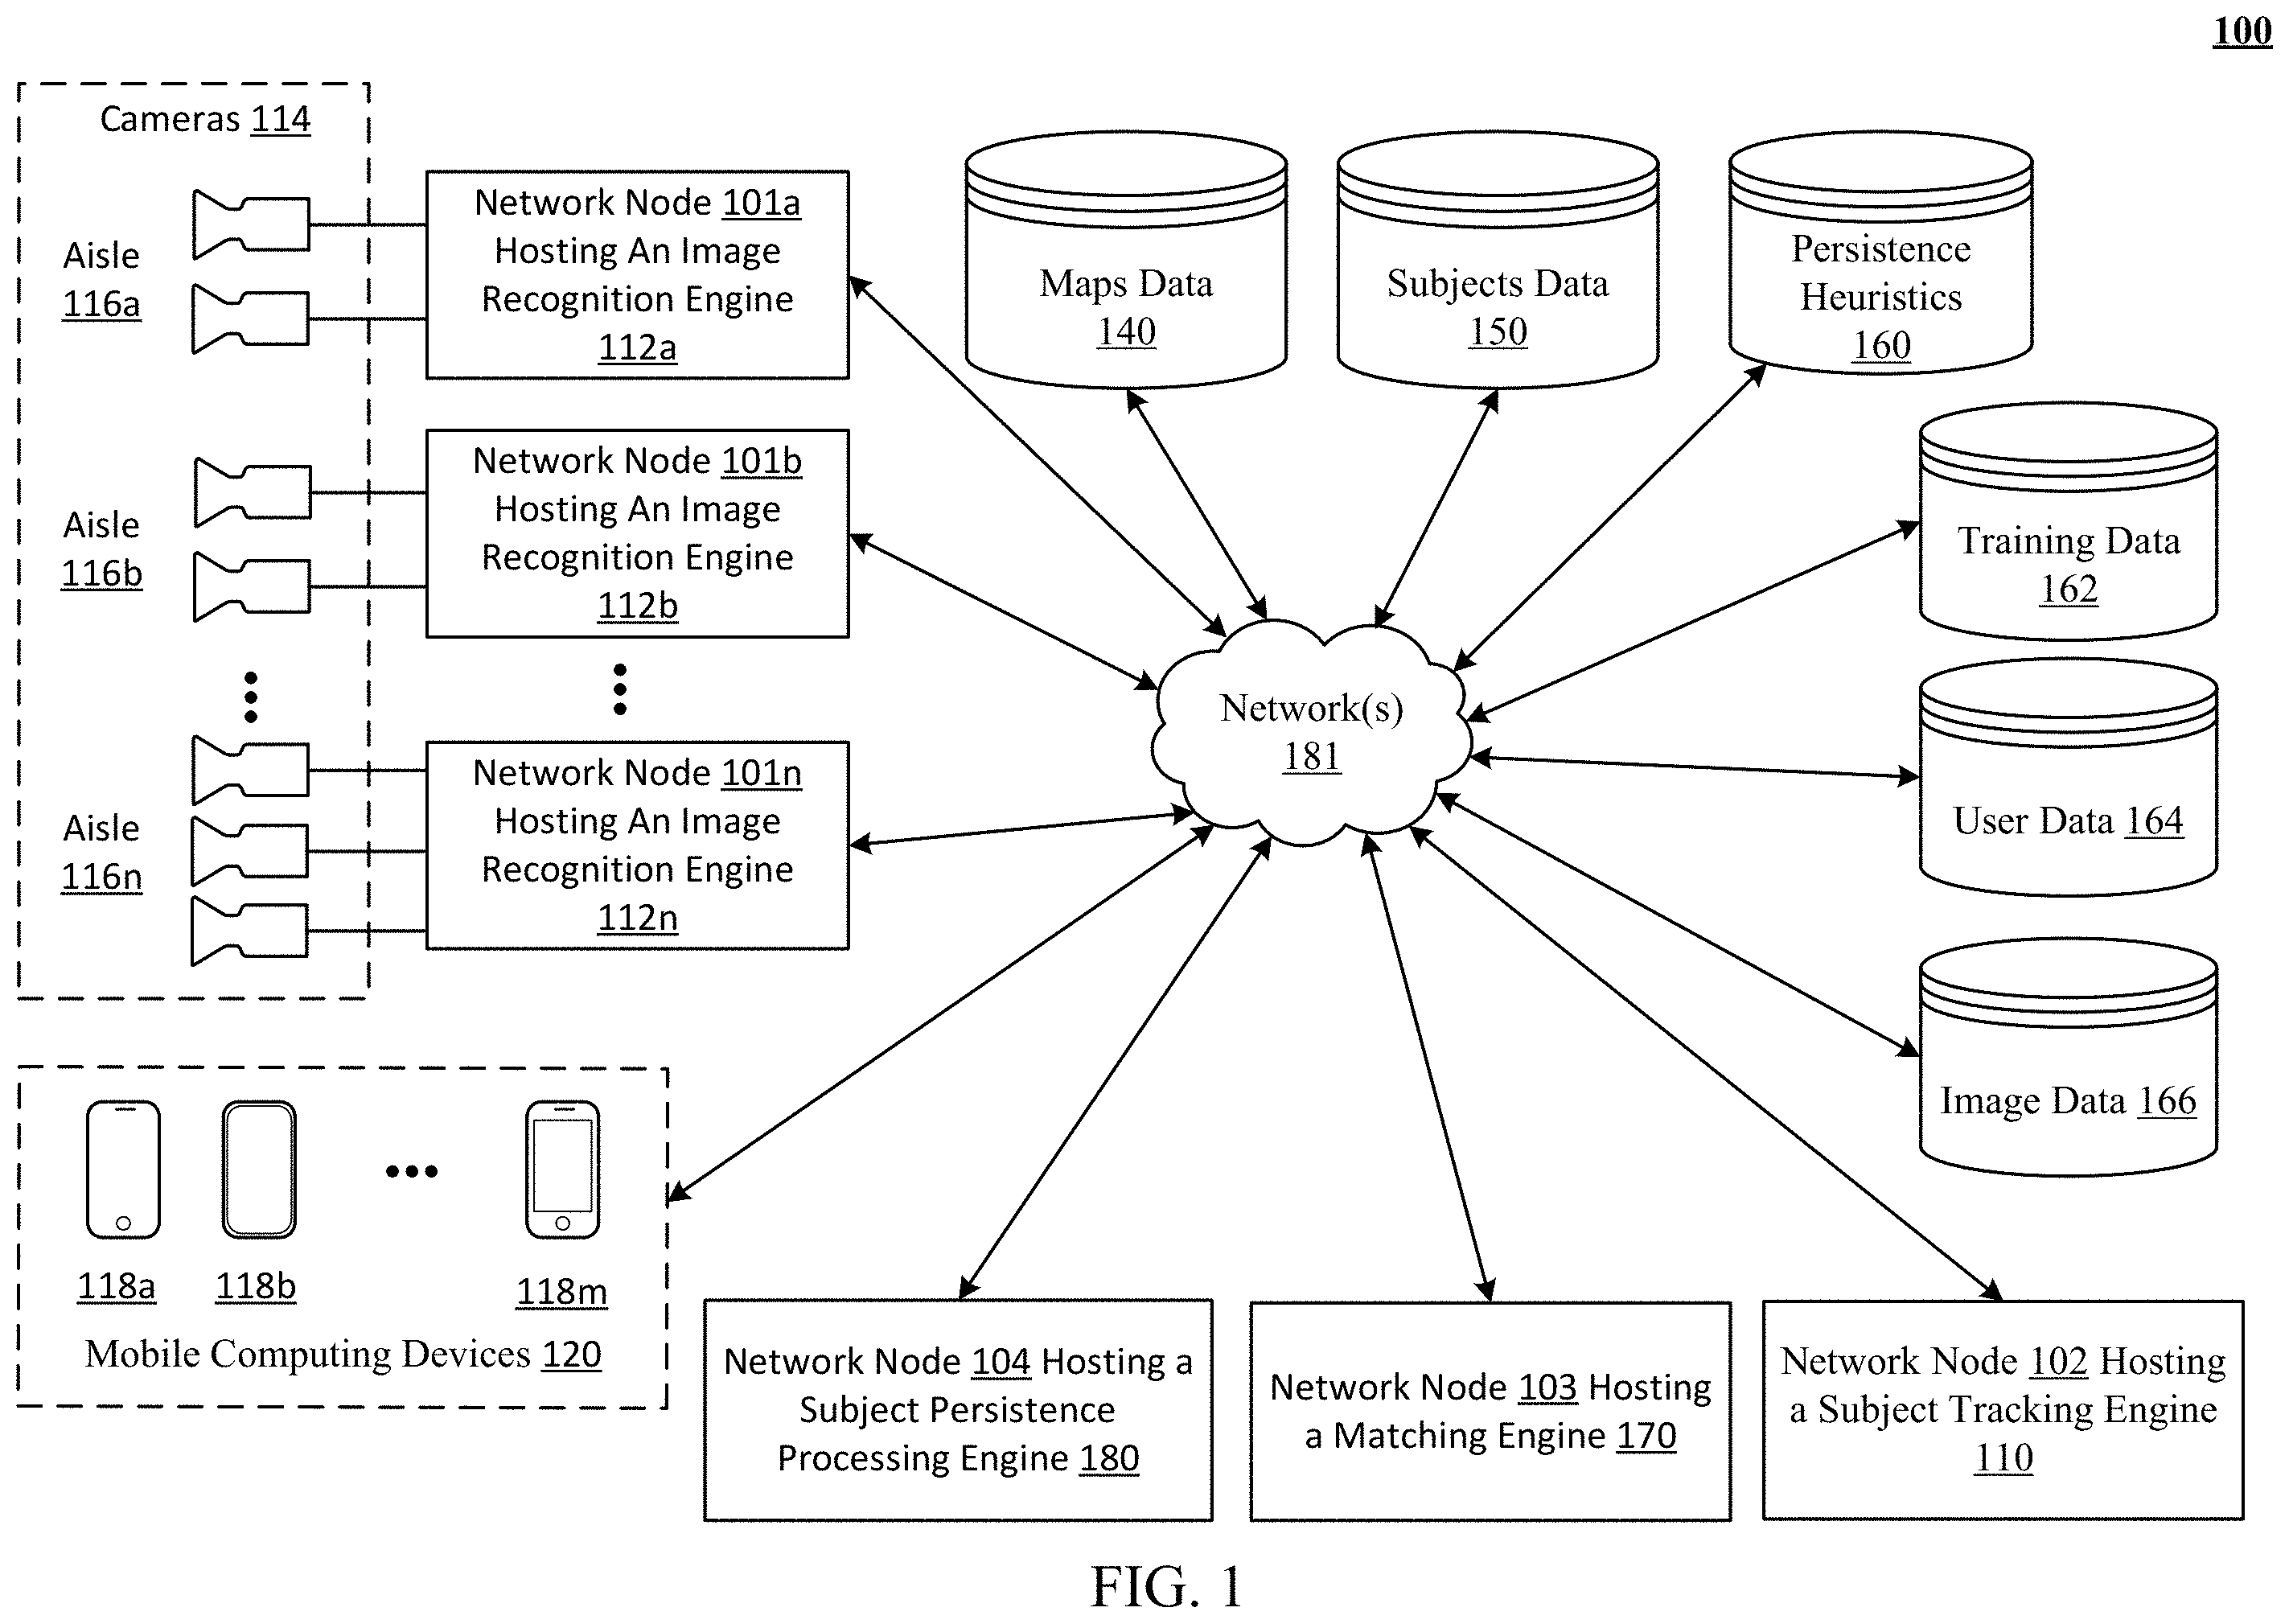 100
Cameras 114
Aisle
116a
Aisle
116b
Aisle
116n
Network Node 101a
Hosting An Image
Recognition Engine
112a
Network Node 101b
Hosting An Image
Recognition Engine
112b
Network Node 101n
Hosting An Image
Recognition Engine
112n
Maps Data
140
Subjects Data
150
Persistence
Heuristics
160
Training Data
162
User Data 164
Image Data 166
Network(s)
181
118a
118b
118m
Mobile Computing Devices 120
Network Node 104 Hosting a
Subject Persistence
Processing Engine 180
Network Node 103 Hosting
a Matching Engine 170
Network Node 102 Hosting
a Subject Tracking Engine
110
FIG. 1